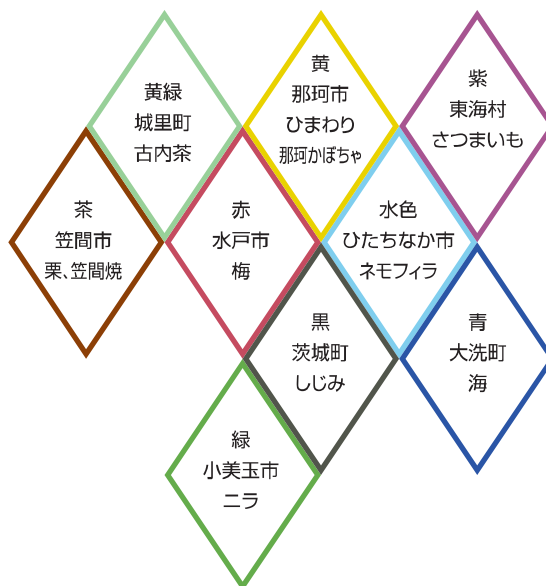 黄緑
城里町
古内茶
黄
那珂市
ひまわり
那珂かぼちゃ
紫
東海村
さつまいも
茶
笠間市
栗、笠間焼
赤
水戸市
梅
水色
ひたちなか市
ネモフィラ
黒
茨城町
しじみ
青
大洗町
海
緑
小美玉市
ニラ